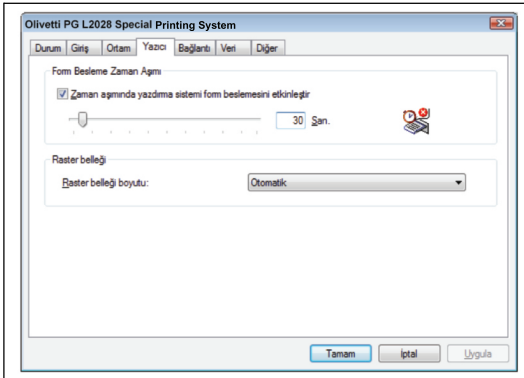 Olivetti PG L2028 Special Printing System
Durum Giriş Ortam Yazıcı Bağlantı Veri Diğer
Form Besleme Zaman Aşımı
Zaman aşımında yazdırma sistemi form beslemesini etkinleştir
30 San.
Raster belleği
Raster belleği boyutu: Otomatik
Tamam İptal Uygula